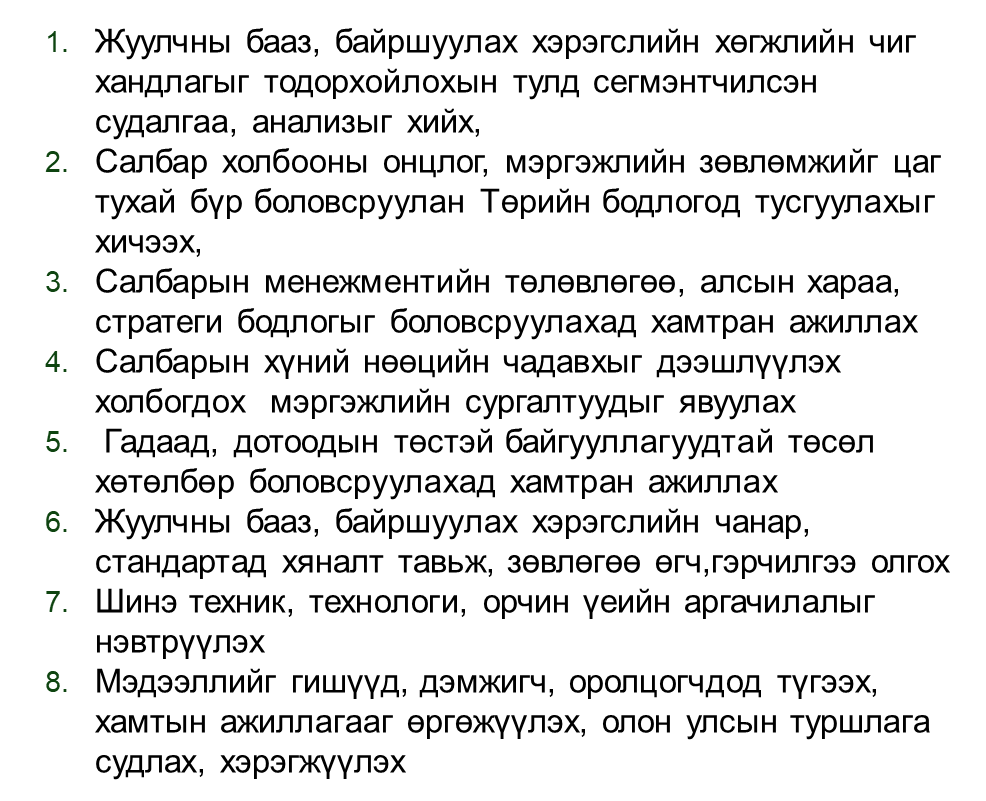 1. Жуулчны бааз, байршуулах хэрэгслийн хөгжлийн чиг
хандлагыг тодорхойлохын тулд сегмэнтчилсэн
судалгаа, анализыг хийх,
2. Салбар холбооны онцлог, мэргэжлийн зөвлөмжийг цаг
тухай бүр боловсруулан Төрийн бодлогод тусгуулахыг
хичээх,
3. Салбарын менежментийн төлөвлөгөө, алсын хараа,
стратеги бодлогыг боловсруулахад хамтран ажиллах
4. Салбарын хүний нөөцийн чадавхыг дээшлүүлэх
холбогдох мэргэжлийн сургалтуудыг явуулах
5. Гадаад, дотоодын төстэй байгууллагуудтай төсөл
хөтөлбөр боловсруулахад хамтран ажиллах
6. Жуулчны бааз, байршуулах хэрэгслийн чанар,
стандартад хяналт тавьж, зөвлөгөө өгч,гэрчилгээ олгох
7. Шинэ техник, технологи, орчин үеийн аргачилалыг
нэвтрүүлэх
8. Мэдээллийг гишүүд, дэмжигч, оролцогчдод түгээх,
хамтын ажиллагааг өргөжүүлэх, олон улсын туршлага
судлах, хэрэгжүүлэх